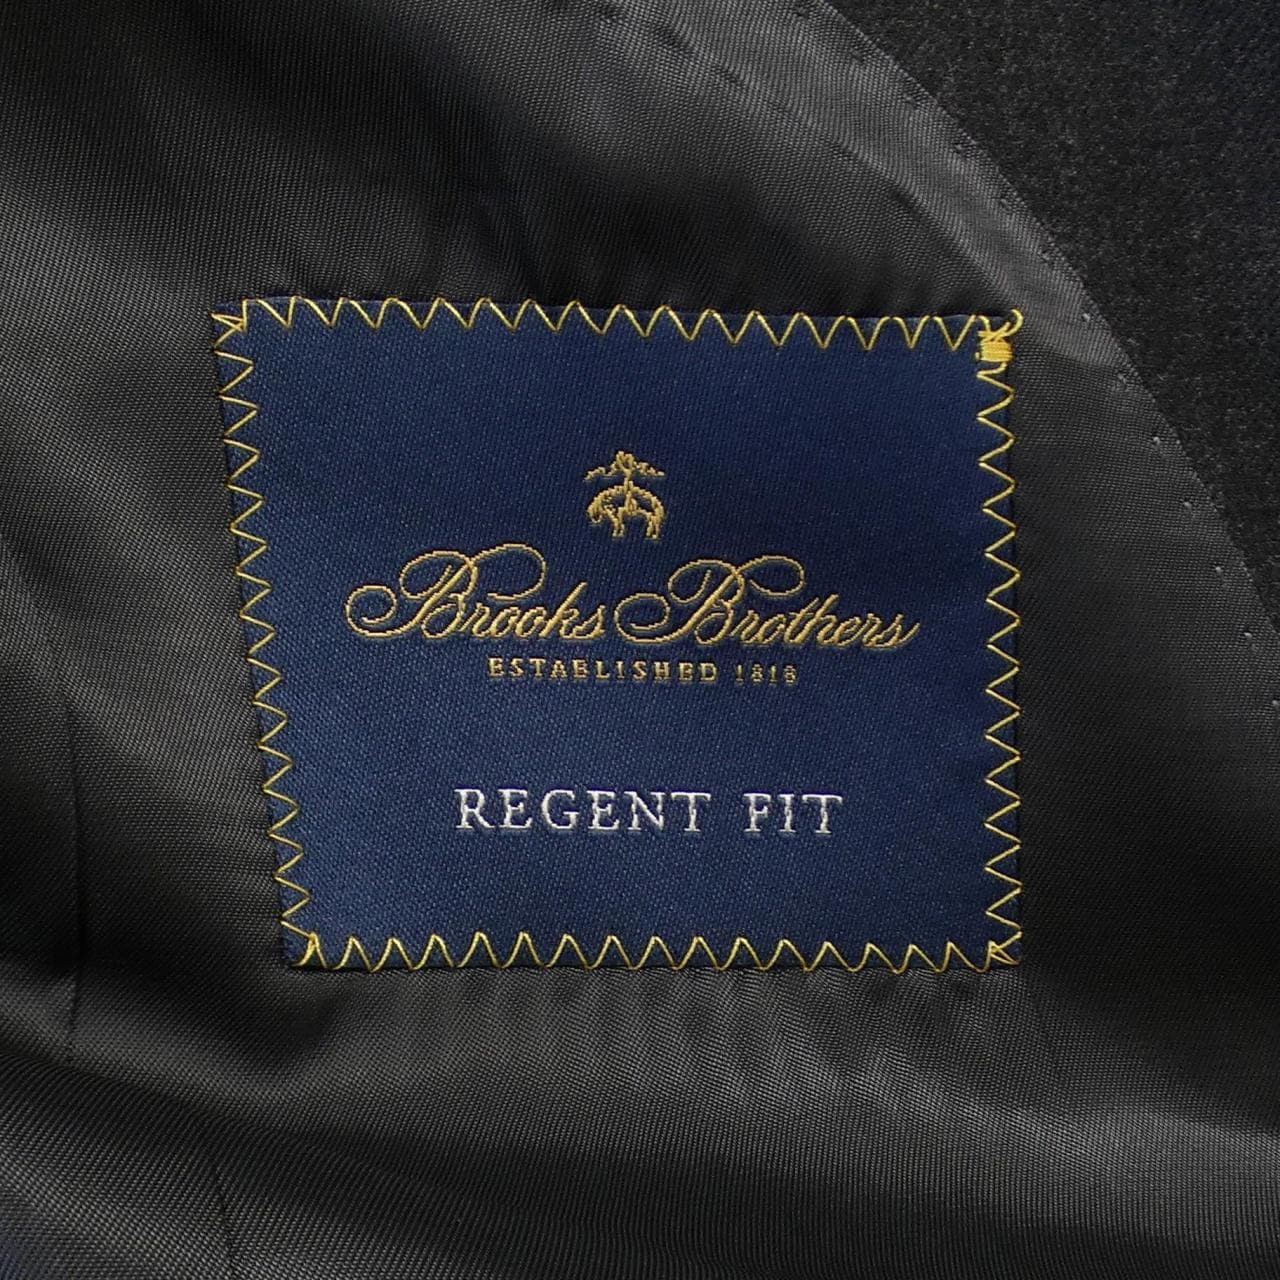 Brooks Brothers
ESTABLISHED 1818
REGENT FIT